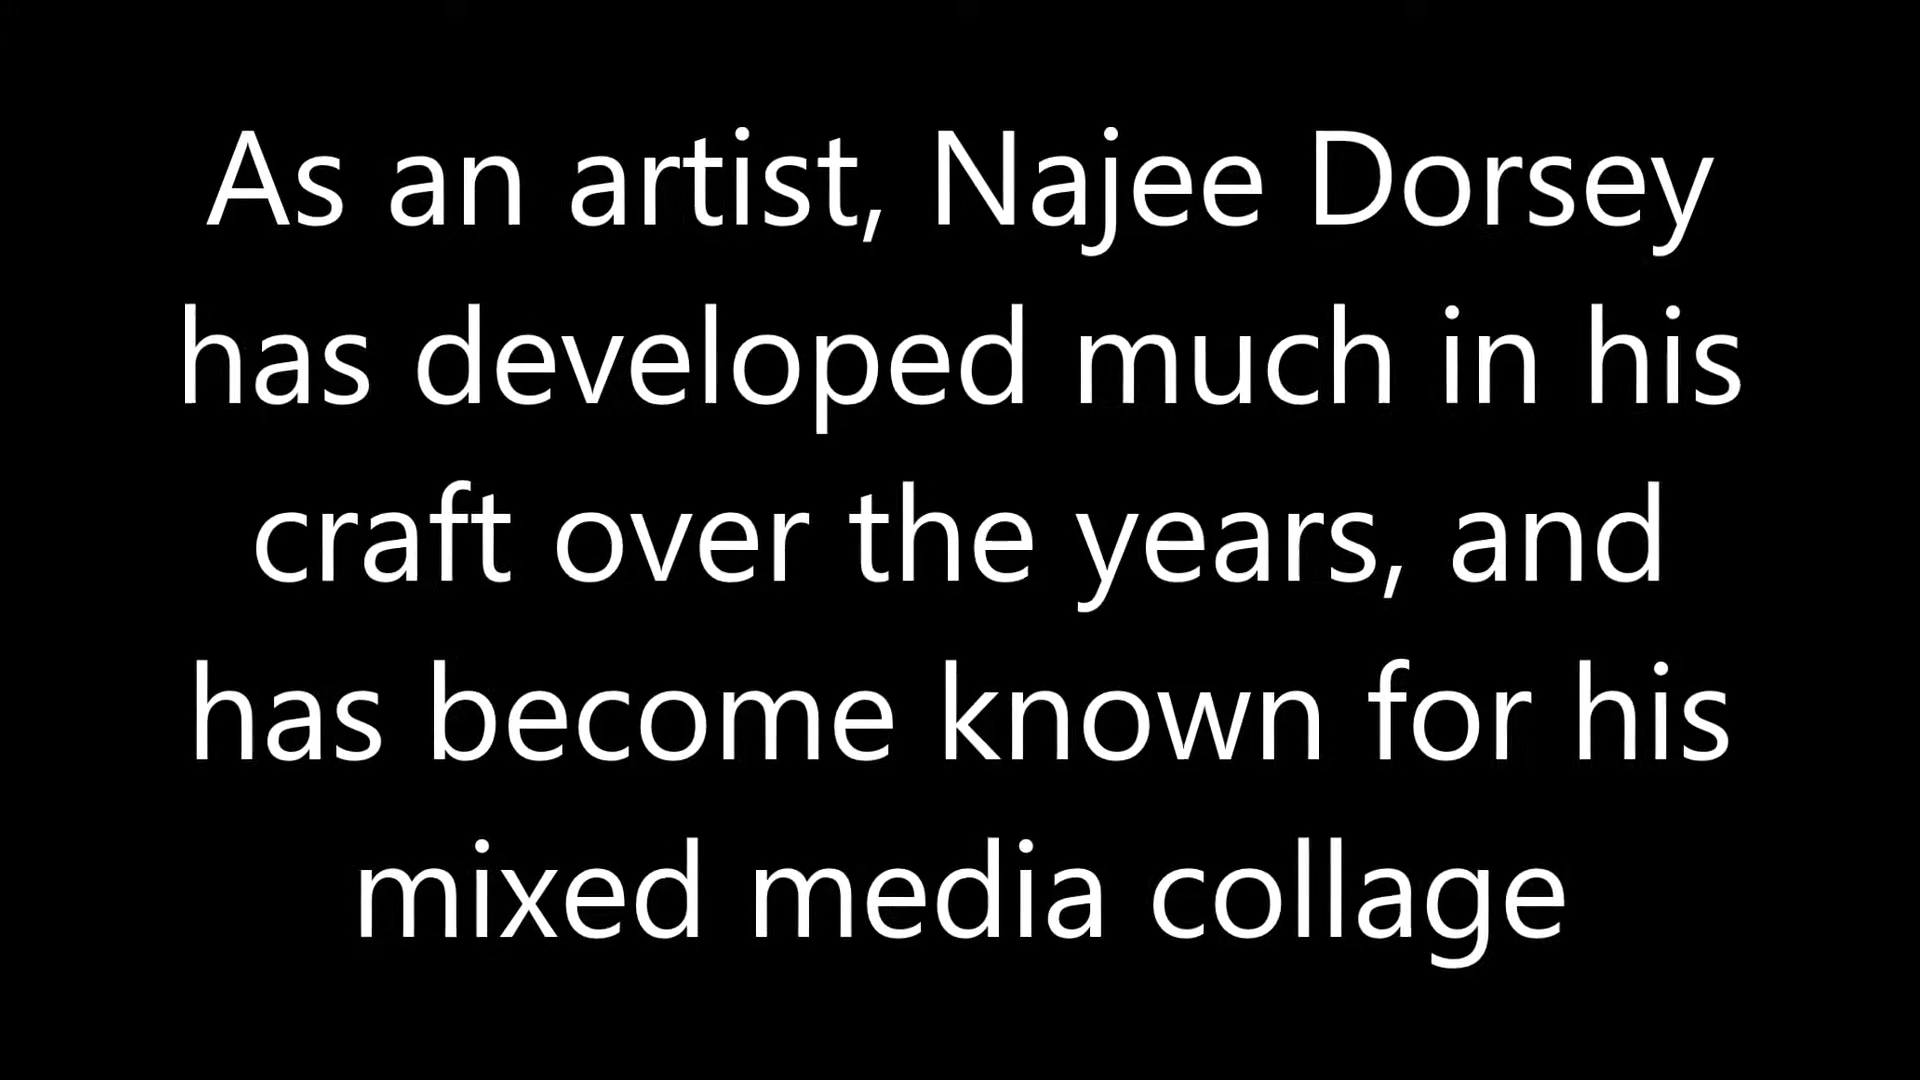 As an artist, Najee Dorsey
has developed much in his
craft over the years, and
has become known for his
mixed media collage